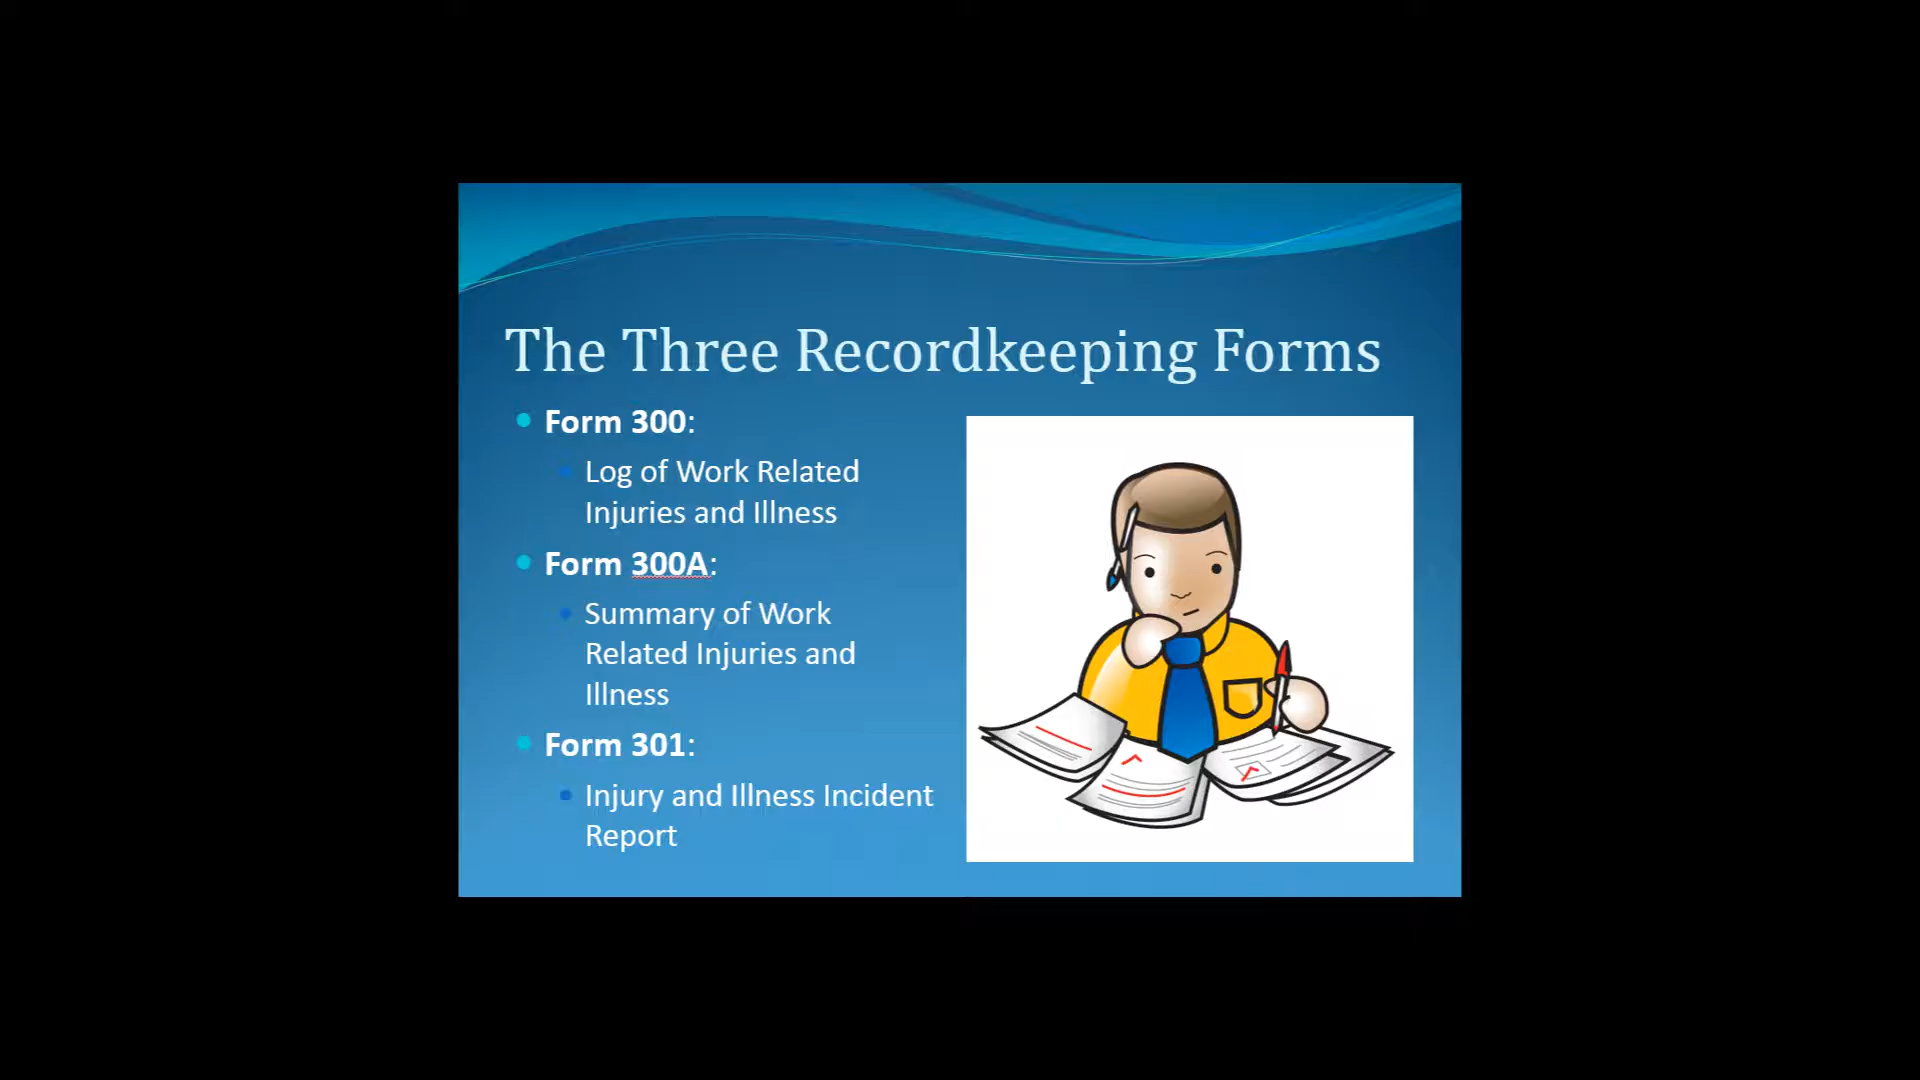 The Three Recordkeeping Forms
Form 300:
Log of Work Related
Injuries and Illness
Form 300A:
Summary of Work
Related Injuries and
Illness
Form 301:
Injury and Illness Incident
Report